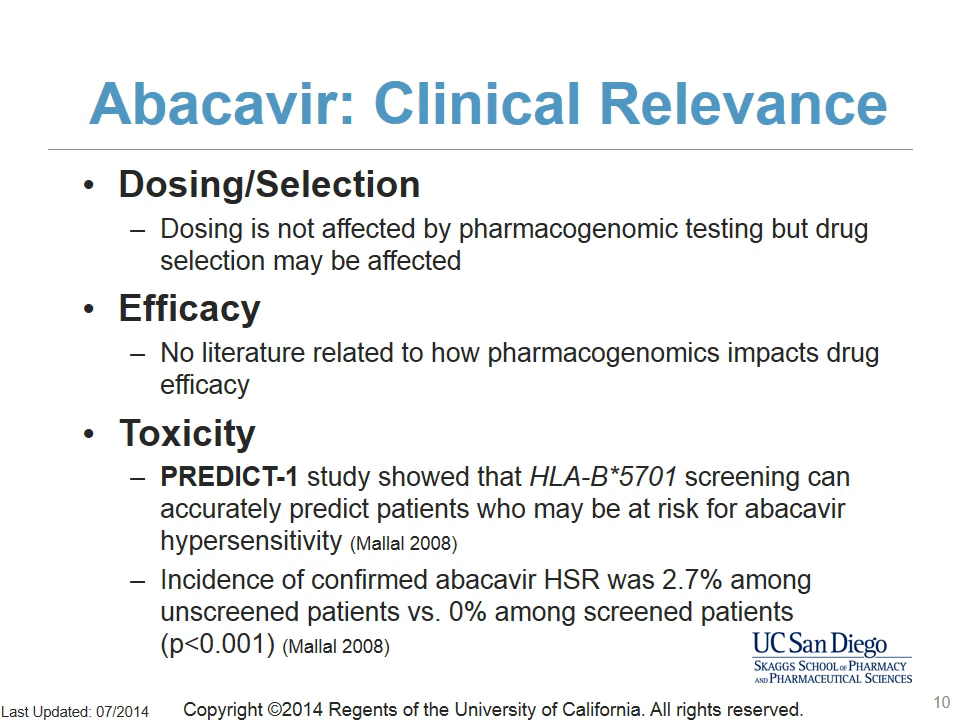 Abacavir: Clinical Relevance
• Dosing/Selection
– Dosing is not affected by pharmacogenomic testing but drug
selection may be affected
• Efficacy
– No literature related to how pharmacogenomics impacts drug
efficacy
• Toxicity
– PREDICT-1 study showed that HLA-B*5701 screening can
accurately predict patients who may be at risk for abacavir
hypersensitivity (Mallal 2008)
– Incidence of confirmed abacavir HSR was 2.7% among
unscreened patients vs. 0% among screened patients
(p<0.001) (Mallal 2008)
UC San Diego
SKAGGS SCHOOL OF PHARMACY
AND PHARMACEUTICAL SCIENCES
Last Updated: 07/2014
Copyright ©2014 Regents of the University of California. All rights reserved.
10